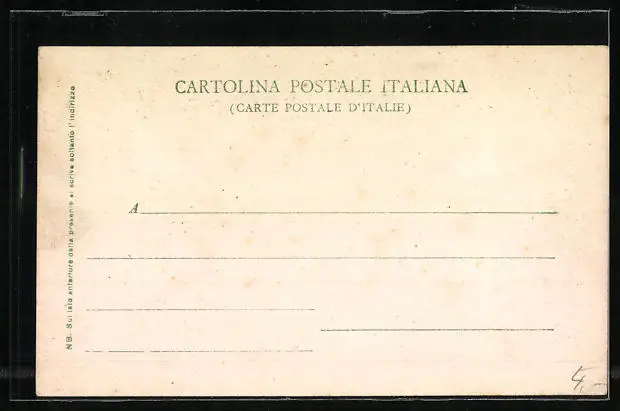 CARTOLINA POSTALE ITALIANA
(CARTE POSTALE D'ITALIE)
A
NB. Sul lato anteriore della presente si scrive soltanto l'indirizzo
4,-